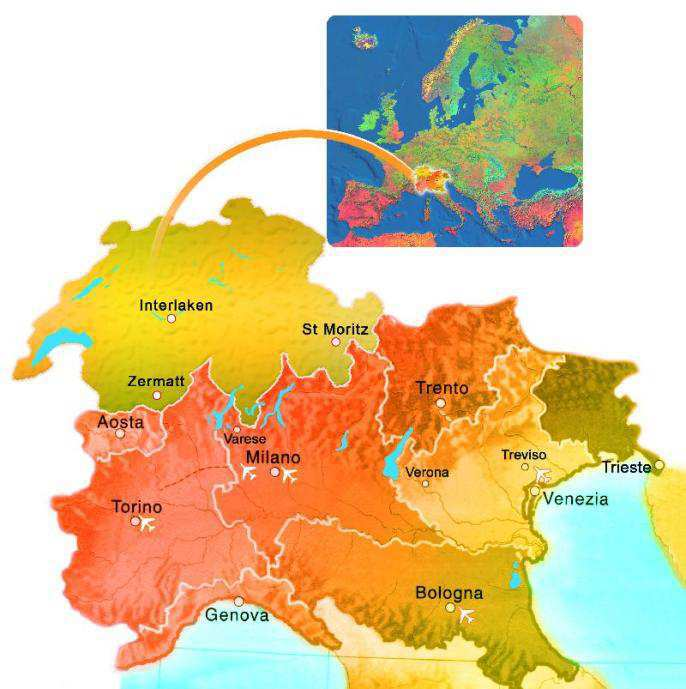 Interlaken
St Moritz
Zermatt
Trento
Aosta
Varese
Milano
Verona
Treviso
Trieste
Venezia
Torino
Bologna
Genova